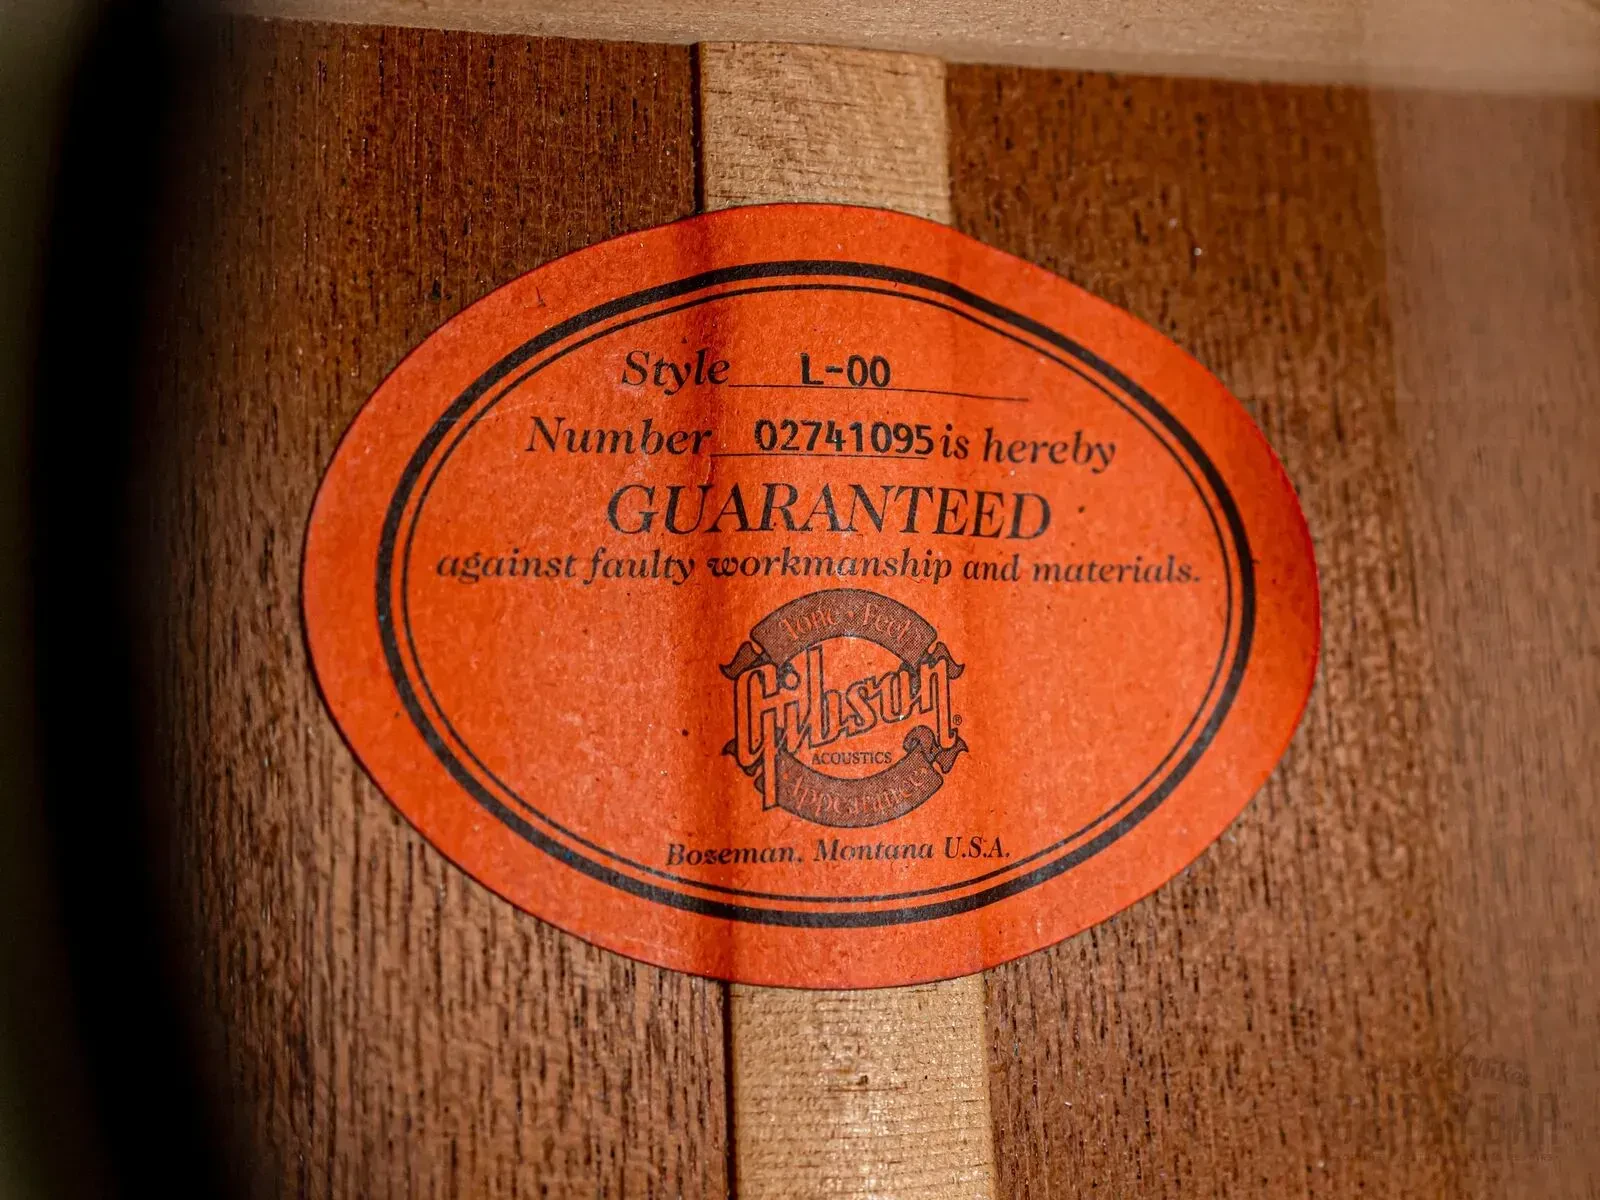 Style L-00
Number 02741095 is hereby
GUARANTEED
against faulty workmanship and materials.
Tone · Feel
Gibson ®
ACOUSTICS
Appearance
Bozeman, Montana U.S.A.